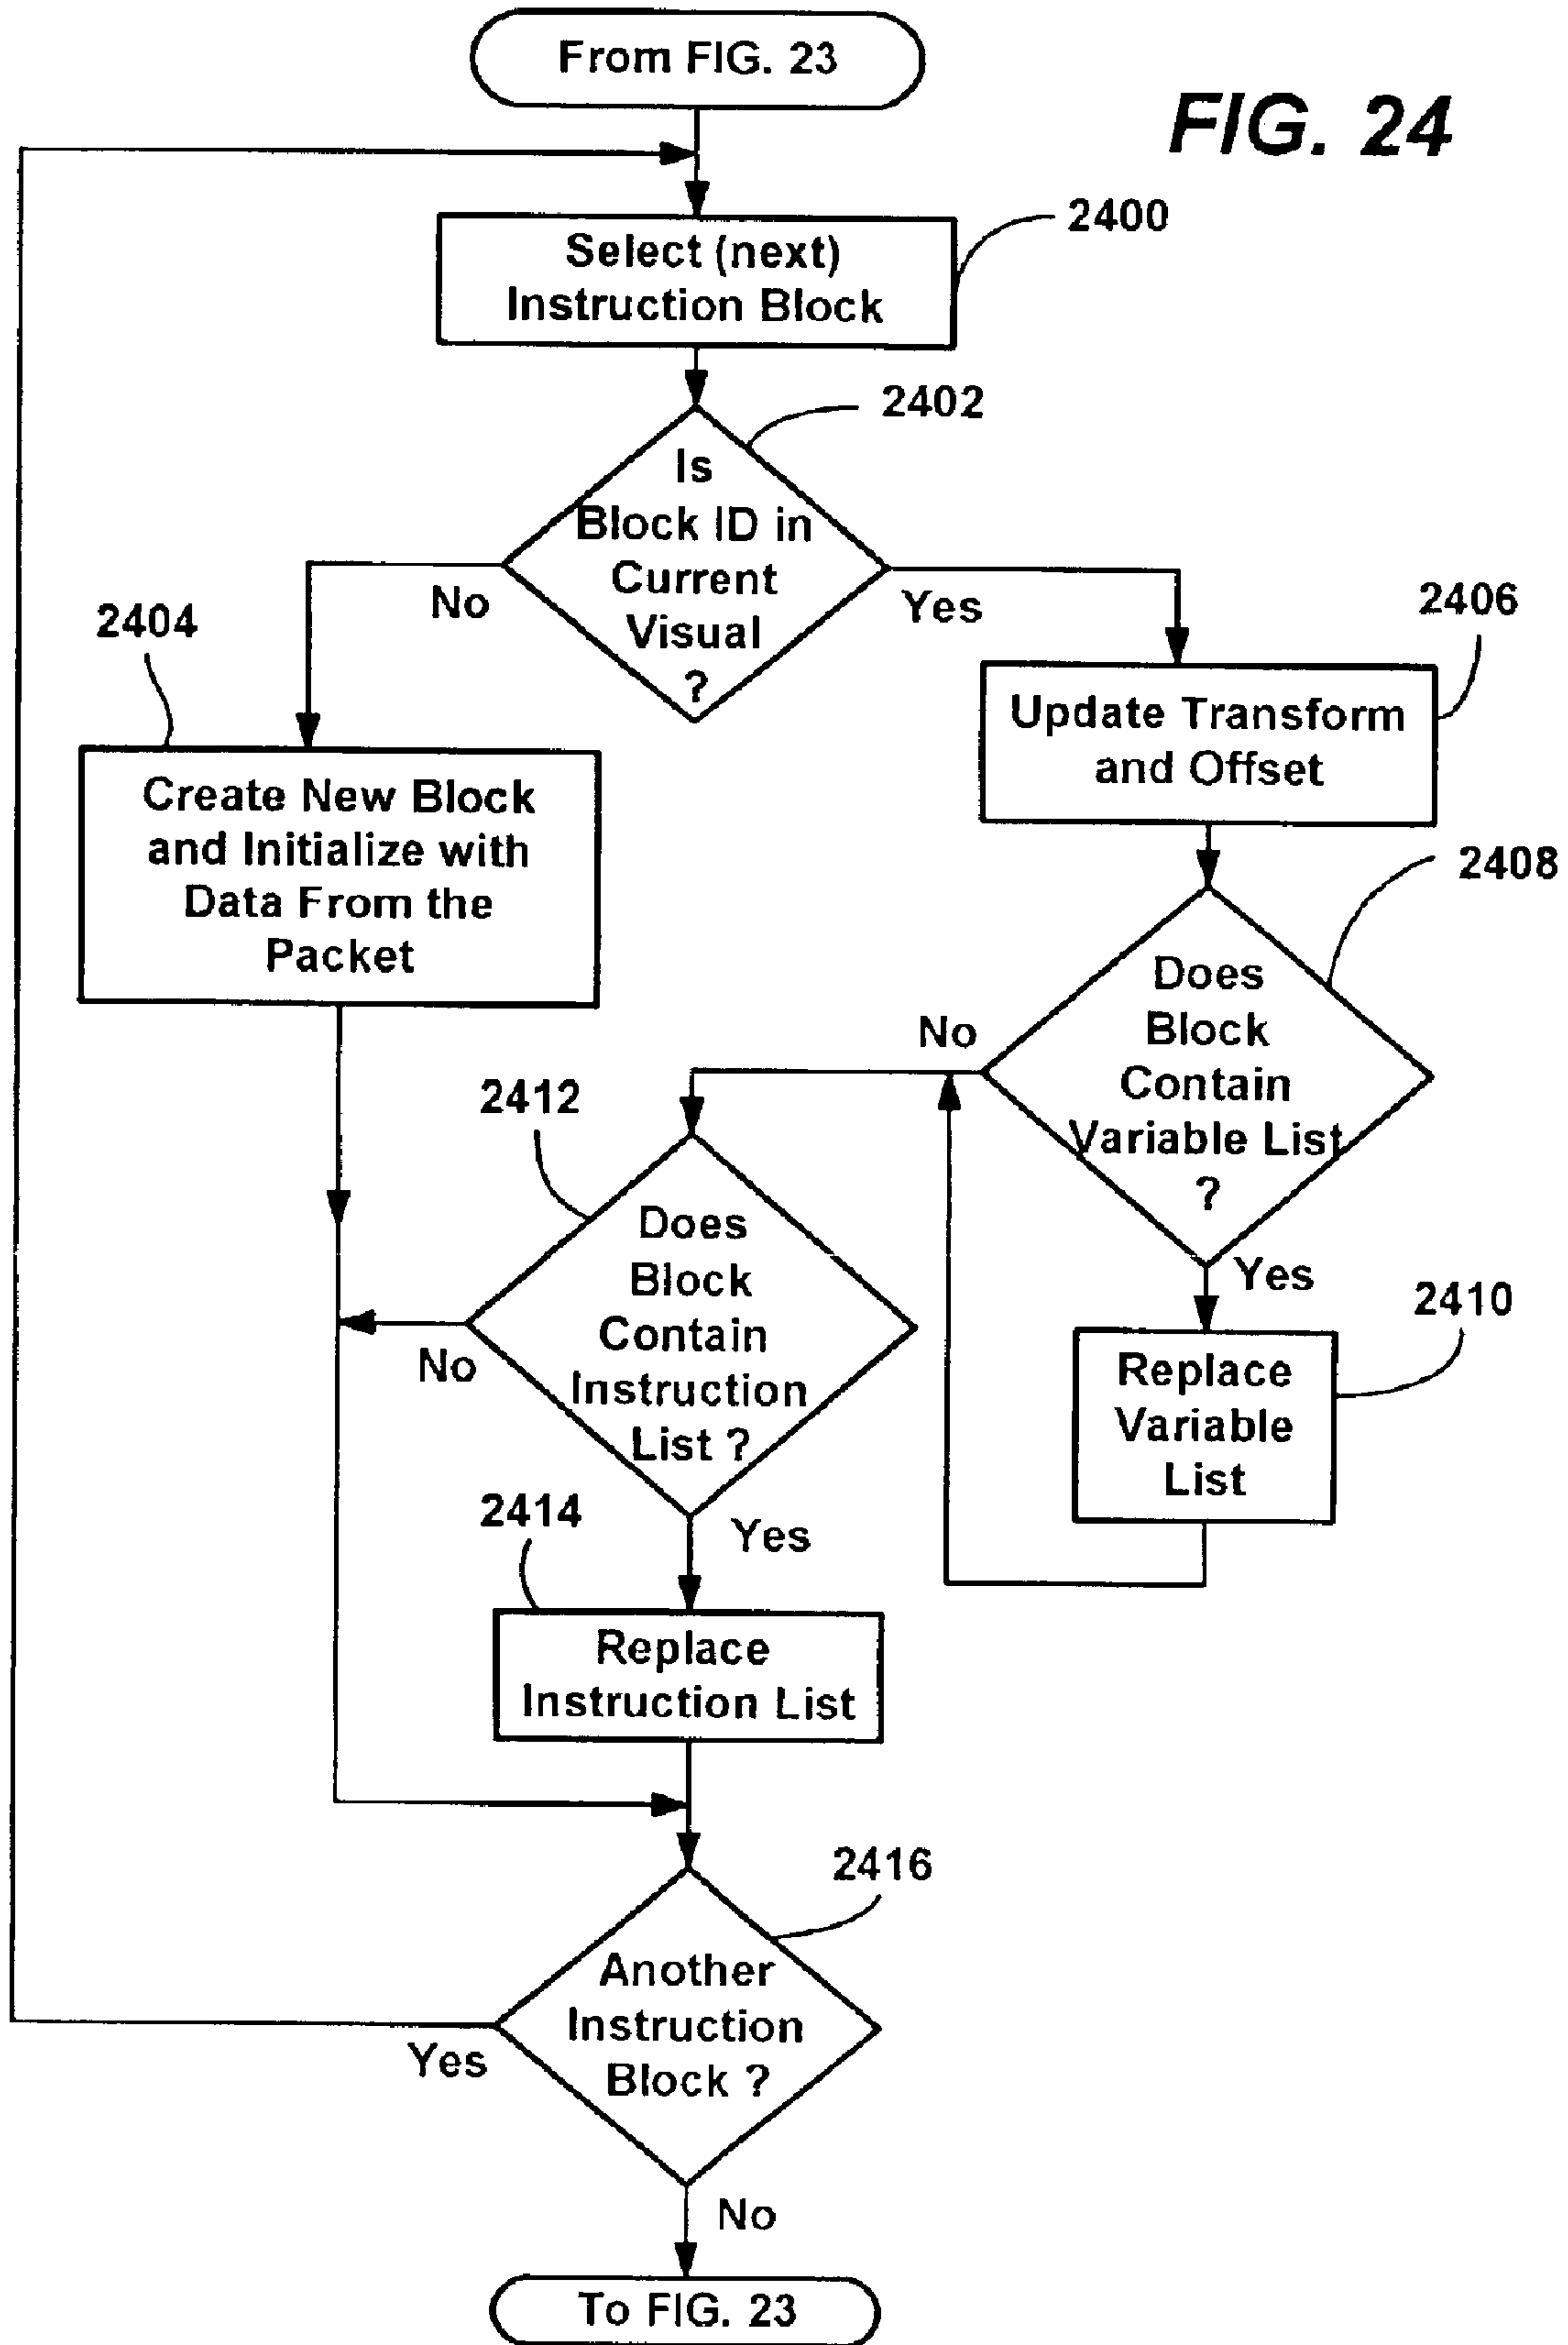 From FIG. 23
FIG. 24
2400
Select (next)
Instruction Block
2402
Is
Block ID in
Current
Visual
?
No
Yes
2404
2406
Create New Block
and Initialize with
Data From the
Packet
Update Transform
and Offset
2408
Does
Block
Contain
Variable List
?
No
Yes
2410
Replace
Variable
List
2412
Does
Block
Contain
Instruction
List ?
No
Yes
2414
Replace
Instruction List
2416
Another
Instruction
Block ?
Yes
No
To FIG. 23